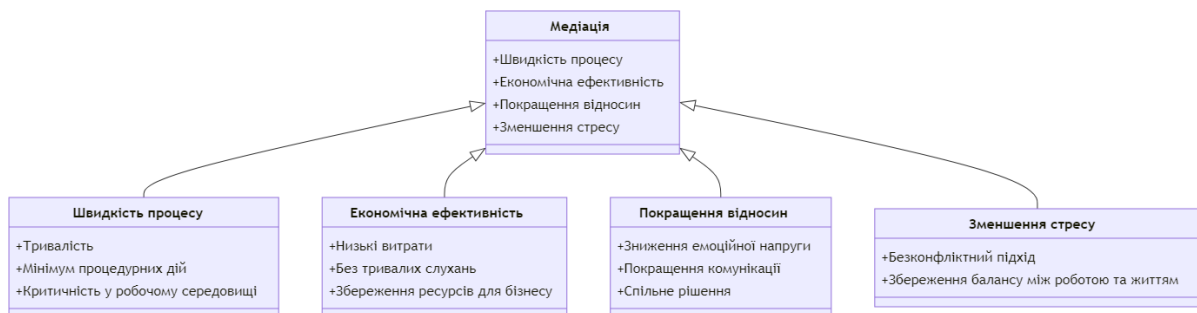 Медіація
+Швидкість процесу
+Економічна ефективність
+Покращення відносин
+Зменшення стресу
Швидкість процесу
+Тривалість
+Мінімум процедурних дій
+Критичність у робочому середовищі
Економічна ефективність
+Низькі витрати
+Без тривалих слухань
+Збереження ресурсів для бізнесу
Покращення відносин
+Зниження емоційної напруги
+Покращення комунікації
+Спільне рішення
Зменшення стресу
+Безконфліктний підхід
+Збереження балансу між роботою та життям